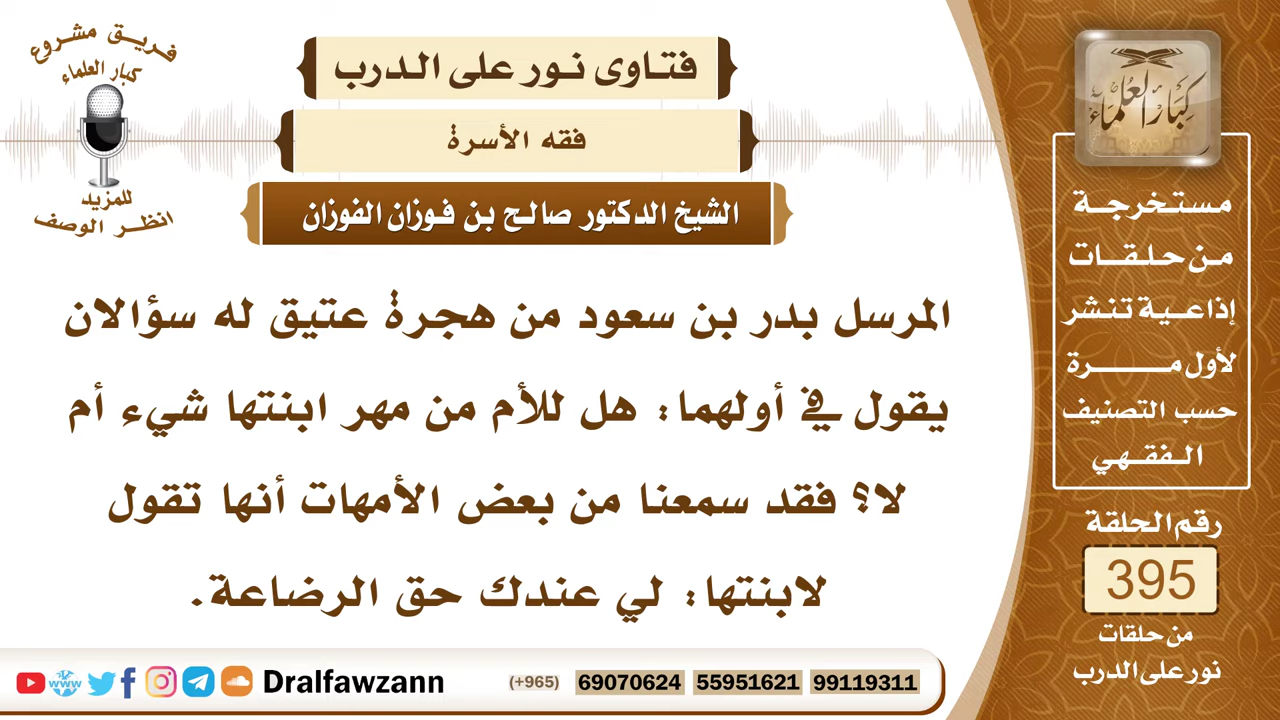 فريق مشروع
كبار العلماء
للمزيد
انظر الوصف
فتاوى نور على الدرب
فقه الأسرة
الشيخ الدكتور صالح بن فوزان الفوزان
المرسل بدر بن سعود من هجرة عتيق له سؤالان
يقول في أولهما: هل للأم من مهر ابنتها شيء أم
لا؟ فقد سمعنا من بعض الأمهات أنها تقول
لابنتها: لي عندك حق الرضاعة.
كبار العلماء
مستخرجة
من حلقات
إذاعية تنشر
لأول مرة
حسب التصنيف
الفقهي
رقم الحلقة
395
من حلقات
نور على الدرب
www
Dralfawzann (+965) 69070624 55951621 99119311